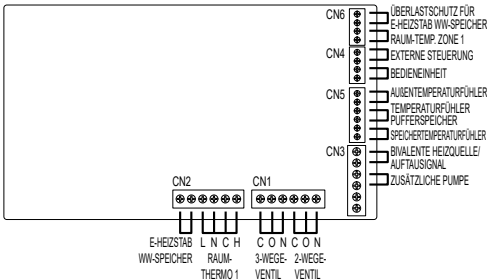 CN6
ÜBERLASTSCHUTZ FÜR
E-HEIZSTAB WW-SPEICHER
RAUM-TEMP. ZONE 1
CN4
EXTERNE STEUERUNG
BEDIENEINHEIT
CN5
AUßENTEMPERATURFÜHLER
TEMPERATURFÜHLER
PUFFERSPEICHER
SPEICHERTEMPERATURFÜHLER
CN3
BIVALENTE HEIZQUELLE/
AUFTAUSIGNAL
ZUSÄTZLICHE PUMPE
CN2
CN1
E-HEIZSTAB
WW-SPEICHER
L N C H
RAUM-
THERMO 1
C O N
3-WEGE-
VENTIL
C O N
2-WEGE-
VENTIL